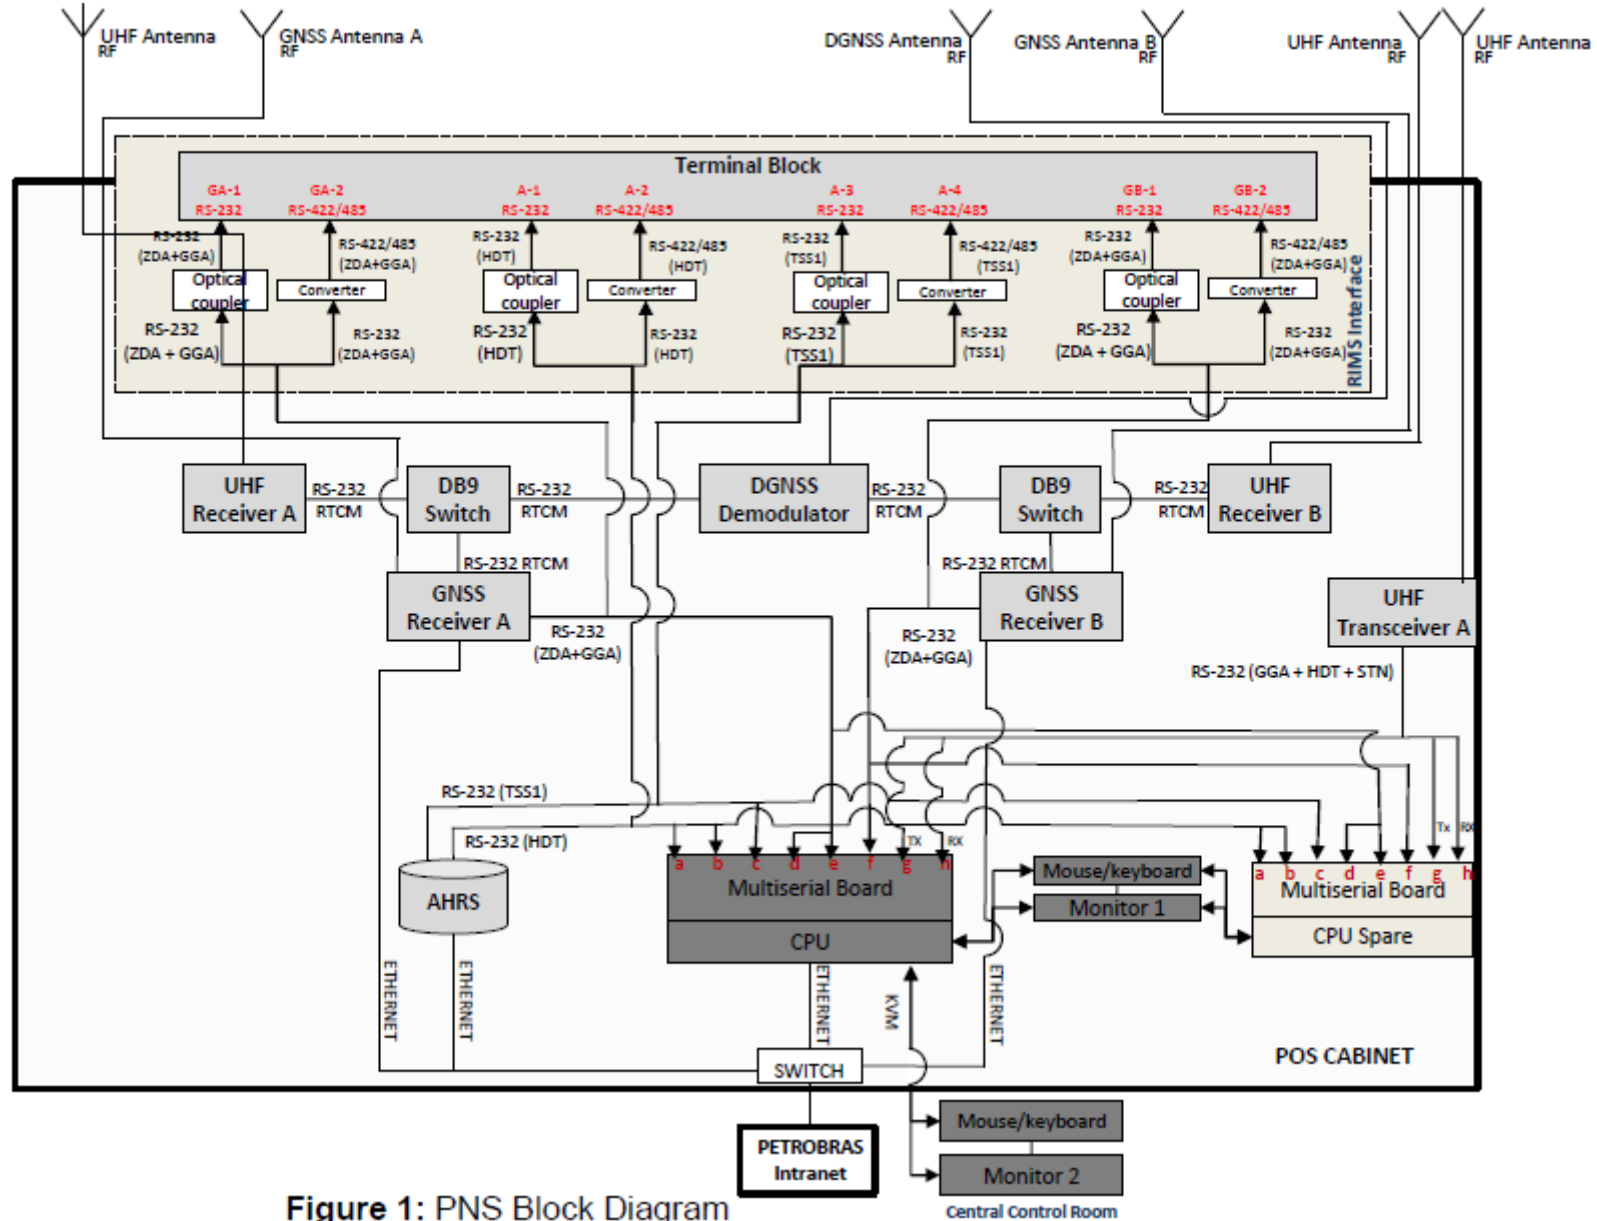 UHF Antenna
RF
GNSS Antenna A
RF
DGNSS Antenna
RF
GNSS Antenna B
RF
UHF Antenna
RF
UHF Antenna
RF
Terminal Block
GA-1
RS-232
GA-2
RS-422/485
A-1
RS-232
A-2
RS-422/485
A-3
RS-232
A-4
RS-422/485
GB-1
RS-232
GB-2
RS-422/485
RS-232
(ZDA+GGA)
RS-422/485
(ZDA+GGA)
RS-232
(HDT)
RS-422/485
(HDT)
RS-232
(TSS1)
RS-422/485
(TSS1)
RS-232
(ZDA+GGA)
RS-422/485
(ZDA+GGA)
Optical
coupler
Converter
Optical
coupler
Converter
Optical
coupler
Converter
Optical
coupler
Converter
RS-232
(ZDA + GGA)
RS-232
(ZDA+GGA)
RS-232
(HDT)
RS-232
(HDT)
RS-232
(TSS1)
RS-232
(TSS1)
RS-232
(ZDA + GGA)
RS-232
(ZDA+GGA)
RIMS Interface
UHF
Receiver A
RS-232
RTCM
DB9
Switch
RS-232
RTCM
DGNSS
Demodulator
RS-232
RTCM
DB9
Switch
RS-232
RTCM
UHF
Receiver B
RS-232 RTCM
RS-232 RTCM
GNSS
Receiver A
RS-232
(ZDA+GGA)
GNSS
Receiver B
RS-232
(ZDA+GGA)
UHF
Transceiver A
RS-232 (GGA + HDT + STN)
RS-232 (TSS1)
RS-232 (HDT)
AHRS
TX
RX
a b c d e f g h
Multiserial Board
CPU
Mouse/keyboard
Monitor 1
Tx
RX
a b c d e f g h
Multiserial Board
CPU Spare
ETHERNET
ETHERNET
ETHERNET
KVM
ETHERNET
SWITCH
POS CABINET
PETROBRAS
Intranet
Mouse/keyboard
Monitor 2
Central Control Room
Figure 1: PNS Block Diagram